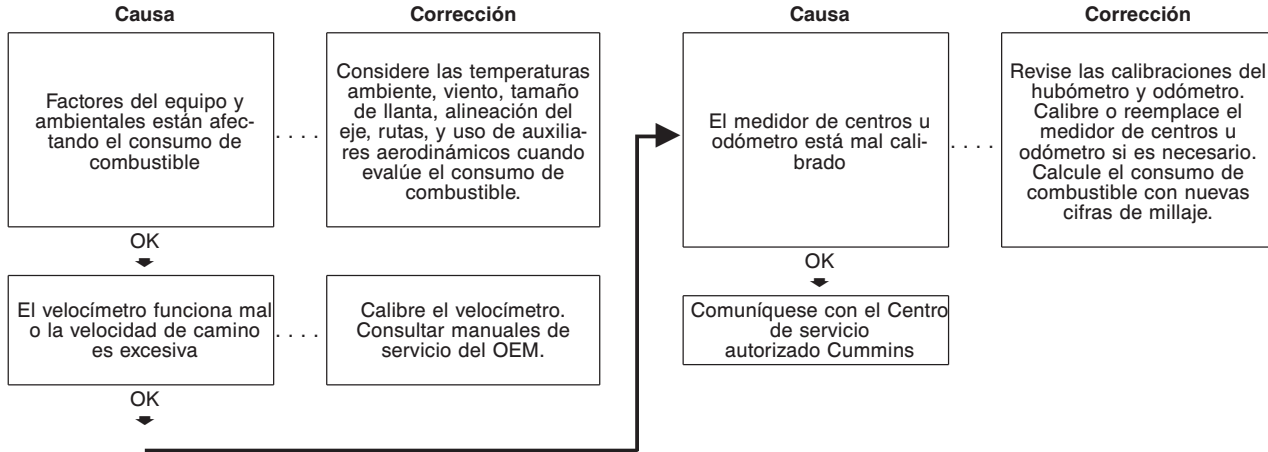 Causa
Corrección
Factores del equipo y
ambientales están afec-
tando el consumo de
combustible
. . . .
Considere las temperaturas
ambiente, viento, tamaño
de llanta, alineación del
eje, rutas, y uso de auxilia-
res aerodinámicos cuando
evalúe el consumo de
combustible.
OK
El velocímetro funciona mal
o la velocidad de camino
es excesiva
. . . .
Calibre el velocímetro.
Consultar manuales de
servicio del OEM.
OK
Causa
Corrección
El medidor de centros u
odómetro está mal cali-
brado
. . . .
Revise las calibraciones del
hubómetro y odómetro.
Calibre o reemplace el
medidor de centros u
odómetro si es necesario.
Calcule el consumo de
combustible con nuevas
cifras de millaje.
OK
Comuníquese con el Centro
de servicio
autorizado Cummins